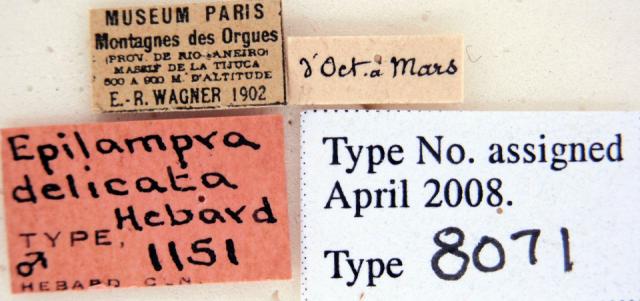 MUSEUM PARIS
Montagnes des Orgues
(PROV. DE RIO-JANEIRO)
MASSIF DE LA TIJUCA
800 A 900 M. D'ALTITUDE
E.-R. WAGNER 1902
d'Oct. à Mars
Epilampra
delicata
Hebard
TYPE,
♂ 1151
HEBARD CLN.
Type No. assigned
April 2008.
Type 8071